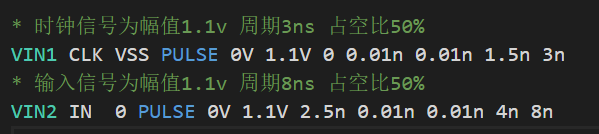 * 时钟信号为幅值1.1v 周期3ns 占空比50%
VIN1 CLK VSS PULSE 0V 1.1V 0 0.01n 0.01n 1.5n 3n
* 输入信号为幅值1.1v 周期8ns 占空比50%
VIN2 IN  0 PULSE 0V 1.1V 2.5n 0.01n 0.01n 4n 8n